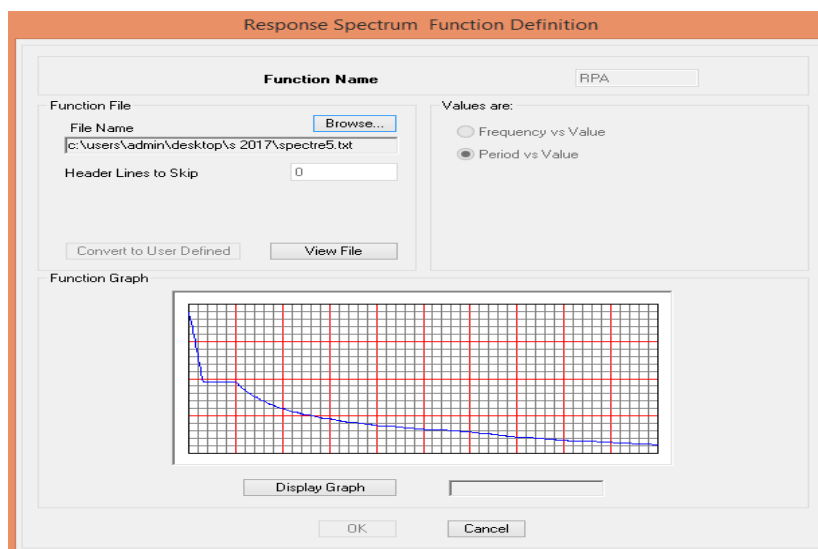 Response Spectrum Function Definition
Function Name
RPA
Function File
File Name
Browse...
c:\users\admin\desktop\s 2017\spectre5.txt
Header Lines to Skip
0
Convert to User Defined
View File
Values are:
Frequency vs Value
Period vs Value
Function Graph
Display Graph
OK
Cancel